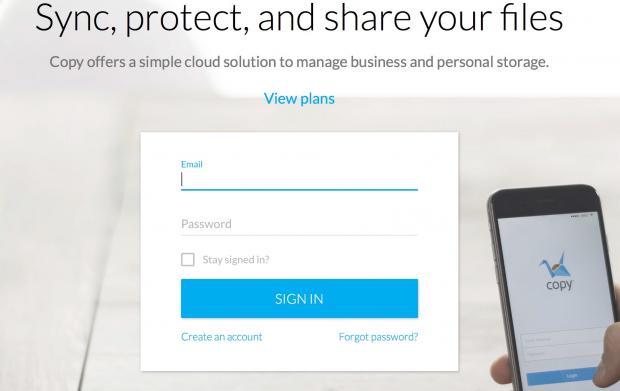 Sync, protect, and share your files
Copy offers a simple cloud solution to manage business and personal storage.
View plans
Email
Password
Stay signed in?
SIGN IN
Create an account
Forgot password?
copy
Login